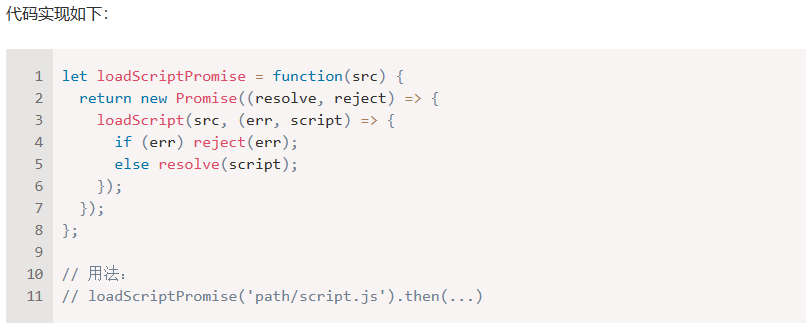 代码实现如下：
1 let loadScriptPromise = function(src) {
2   return new Promise((resolve, reject) => {
3     loadScript(src, (err, script) => {
4       if (err) reject(err);
5       else resolve(script);
6     });
7   });
8 };
9
10 // 用法：
11 // loadScriptPromise('path/script.js').then(...)